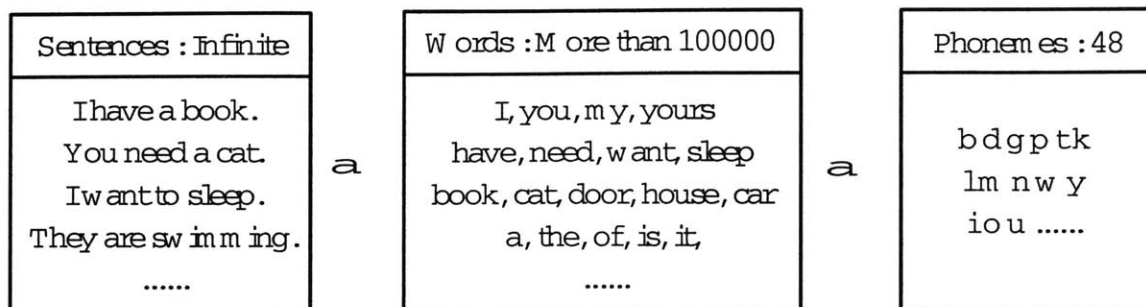 Sentences : Infinite
I have a book.
You need a cat.
I want to sleep.
They are swimming.
......
a
Words : More than 100000
I, you, my, yours
have, need, want, sleep
book, cat, door, house, car
a, the, of, is, it,
......
a
Phonemes : 48
b d g p t k
l m n w y
i o u ......